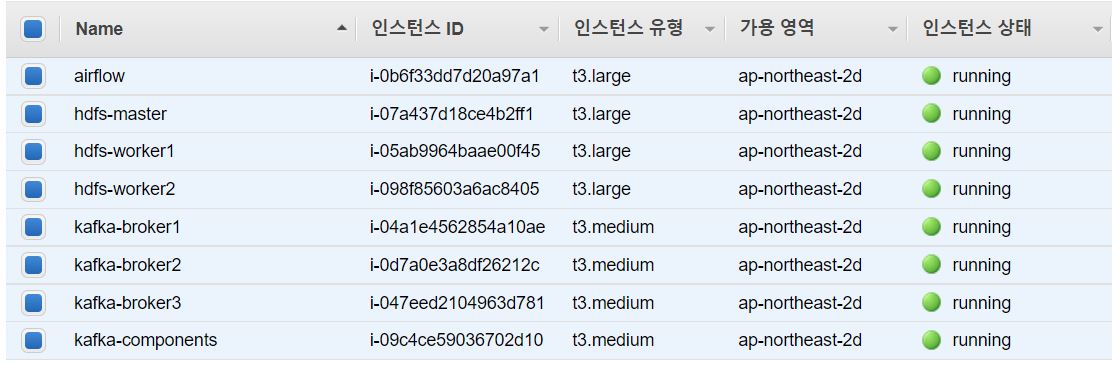 Name 인스턴스 ID 인스턴스 유형 가용 영역 인스턴스 상태
airflow i-0b6f33dd7d20a97a1 t3.large ap-northeast-2d running
hdfs-master i-07a437d18ce4b2ff1 t3.large ap-northeast-2d running
hdfs-worker1 i-05ab9964baae00f45 t3.large ap-northeast-2d running
hdfs-worker2 i-098f85603a6ac8405 t3.large ap-northeast-2d running
kafka-broker1 i-04a1e4562854a10ae t3.medium ap-northeast-2d running
kafka-broker2 i-0d7a0e3a8df26212c t3.medium ap-northeast-2d running
kafka-broker3 i-047eed2104963d781 t3.medium ap-northeast-2d running
kafka-components i-09c4ce59036702d10 t3.medium ap-northeast-2d running